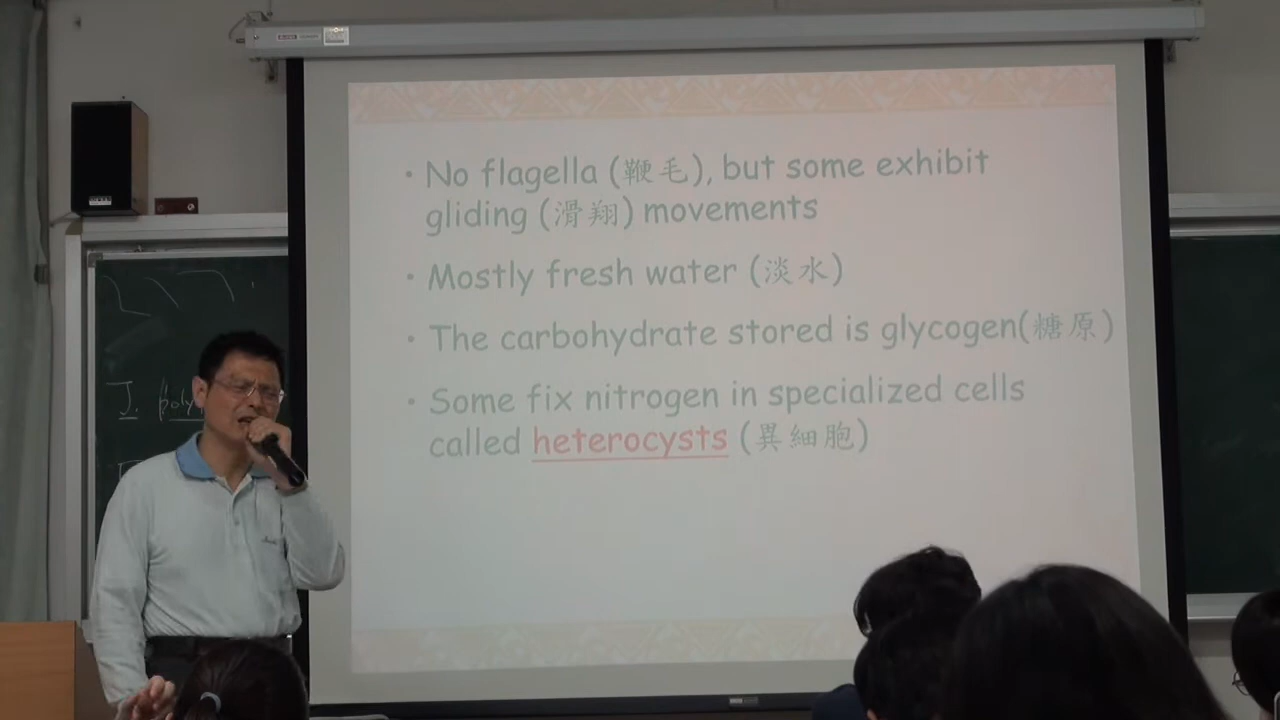 • No flagella (鞭毛), but some exhibit
gliding (滑翔) movements
• Mostly fresh water (淡水)
• The carbohydrate stored is glycogen(糖原)
• Some fix nitrogen in specialized cells
called heterocysts (異細胞)
I. poly